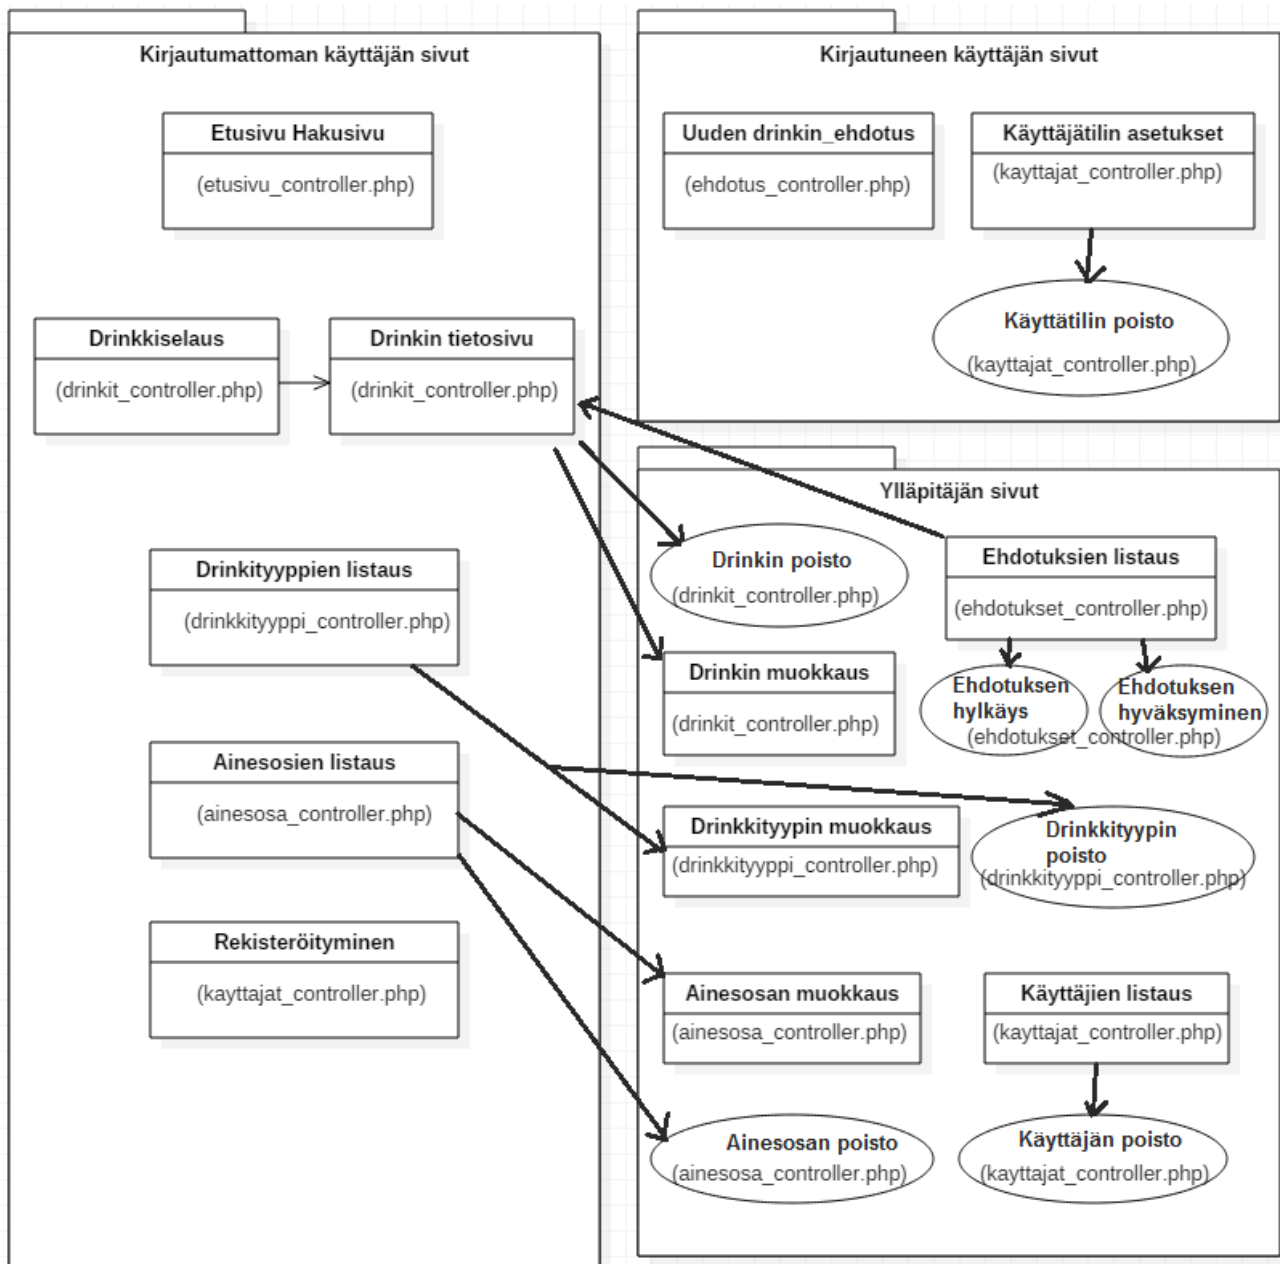 Kirjautumattoman käyttäjän sivut
Etusivu Hakusivu
(etusivu_controller.php)
Drinkkiselaus
(drinkit_controller.php)
Drinkin tietosivu
(drinkit_controller.php)
Drinkityyppien listaus
(drinkkityyppi_controller.php)
Ainesosien listaus
(ainesosa_controller.php)
Rekisteröityminen
(kayttajat_controller.php)
Kirjautuneen käyttäjän sivut
Uuden drinkin_ehdotus
(ehdotus_controller.php)
Käyttäjätilin asetukset
(kayttajat_controller.php)
Käyttätilin poisto
(kayttajat_controller.php)
Ylläpitäjän sivut
Drinkin poisto
(drinkit_controller.php)
Ehdotuksien listaus
(ehdotukset_controller.php)
Drinkin muokkaus
(drinkit_controller.php)
Ehdotuksen
hylkäys
Ehdotuksen
hyväksyminen
(ehdotukset_controller.php)
Drinkkityypin muokkaus
(drinkkityyppi_controller.php)
Drinkkityypin
poisto
(drinkkityyppi_controller.php)
Ainesosan muokkaus
(ainesosa_controller.php)
Käyttäjien listaus
(kayttajat_controller.php)
Ainesosan poisto
(ainesosa_controller.php)
Käyttäjän poisto
(kayttajat_controller.php)